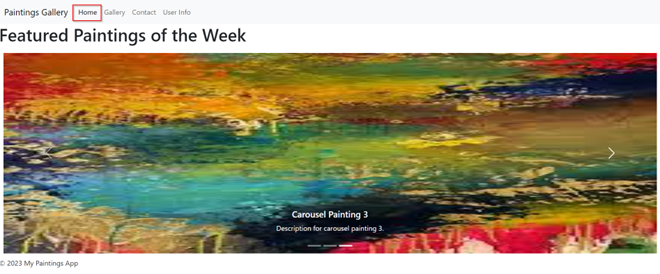 Paintings Gallery Home Gallery Contact User Info
Featured Paintings of the Week
Carousel Painting 3
Description for carousel painting 3.
© 2023 My Paintings App